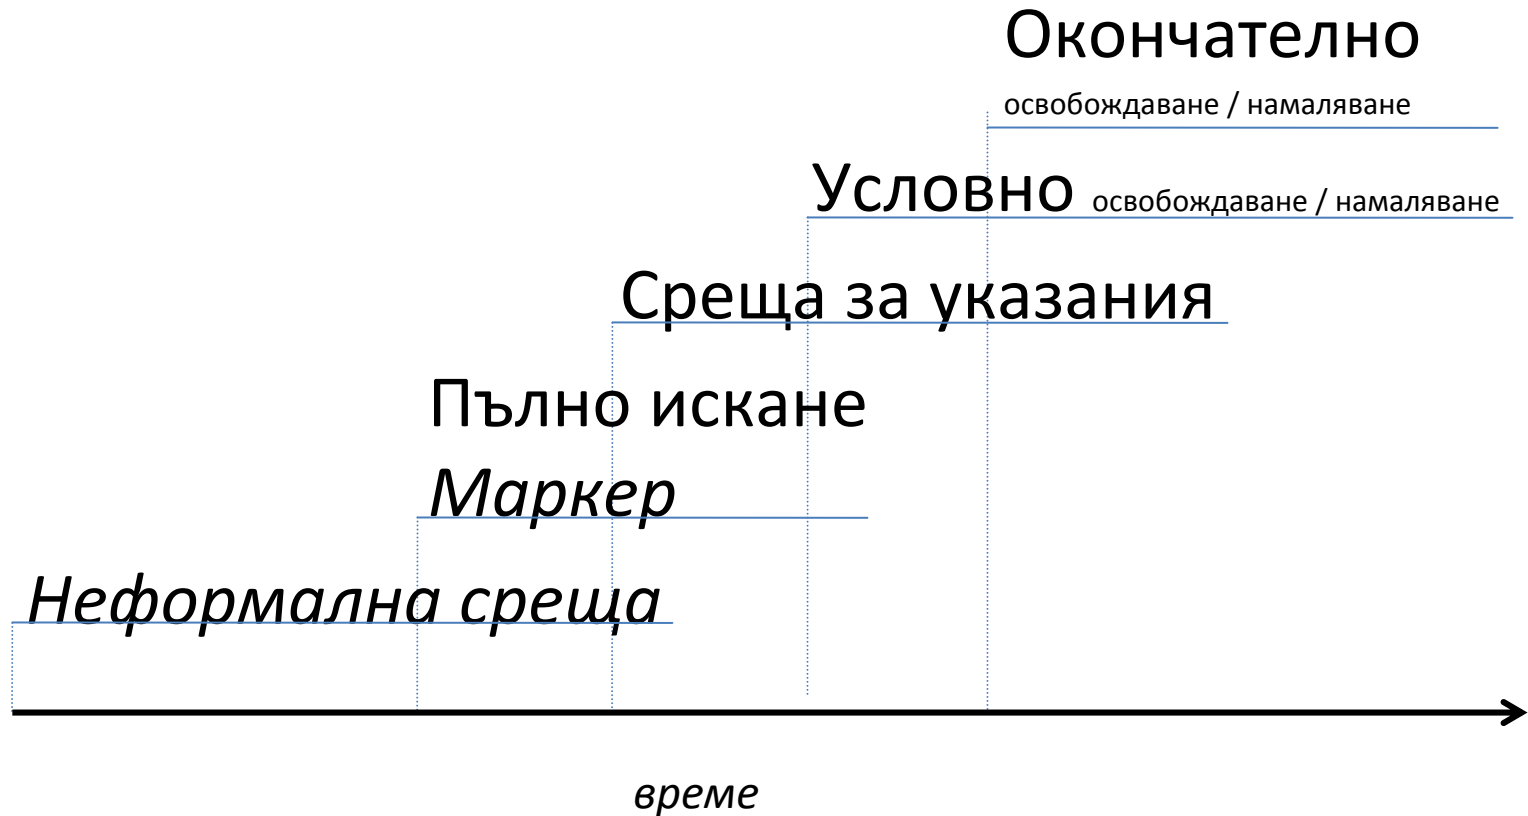 Окончателно
освобождаване / намаляване
Условно освобождаване / намаляване
Среща за указания
Пълно искане
Маркер
Неформална среща
време